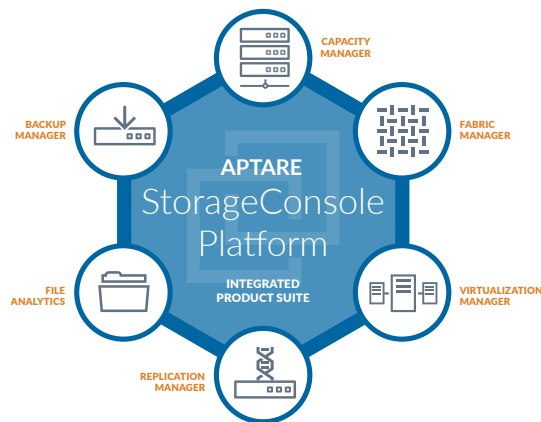 CAPACITY
MANAGER
BACKUP
MANAGER
FABRIC
MANAGER
APTARE
StorageConsole
Platform
INTEGRATED
PRODUCT SUITE
FILE
ANALYTICS
VIRTUALIZATION
MANAGER
REPLICATION
MANAGER